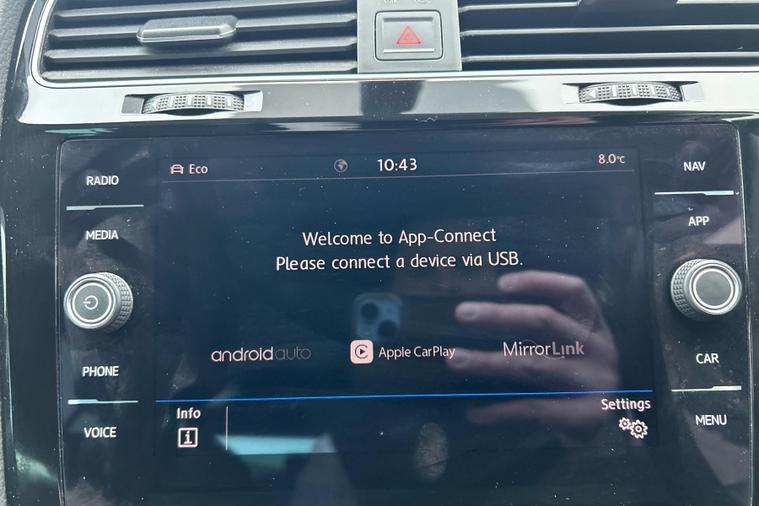 Eco
10:43
8.0°C
RADIO
MEDIA
PHONE
VOICE
Welcome to App-Connect
Please connect a device via USB.
androidauto
Apple CarPlay
MirrorLink
Info
i
Settings
NAV
APP
CAR
MENU